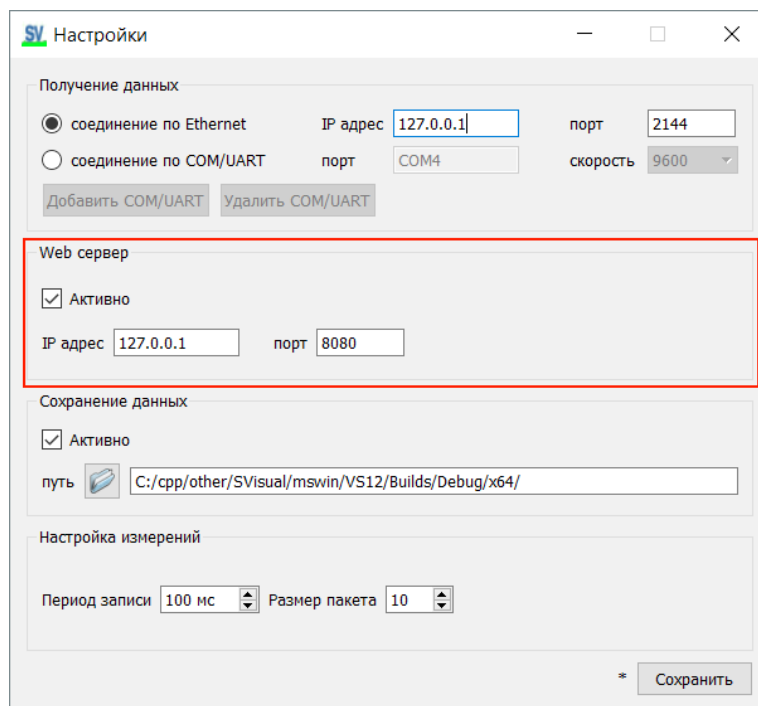 SV Настройки
Получение данных
соединение по Ethernet IP адрес 127.0.0.1 порт 2144
соединение по COM/UART порт COM4 скорость 9600
Добавить COM/UART Удалить COM/UART
Web сервер
Активно
IP адрес 127.0.0.1 порт 8080
Сохранение данных
Активно
путь C:/cpp/other/SVisual/mswin/VS12/Builds/Debug/x64/
Настройка измерений
Период записи 100 мс Размер пакета 10
* Сохранить